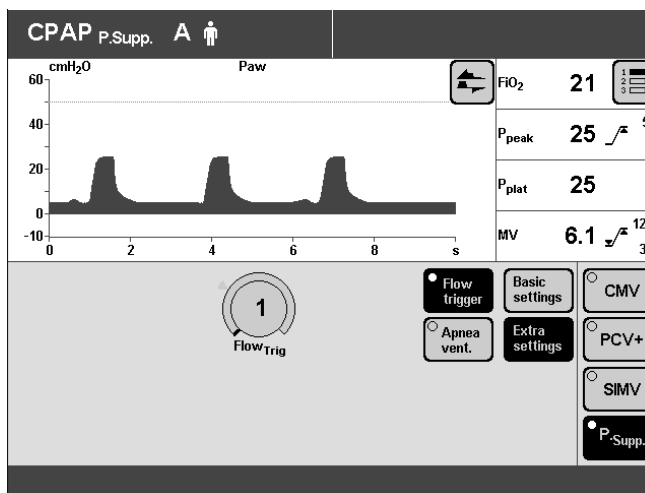 CPAP P.Supp. A
cmH2O Paw
60
40
20
0
-10
0 2 4 6 8 s
FiO2 21
1
2
3
Ppeak 25
Pplat 25
MV 6.1 12
3
1
FlowTrig
Flow trigger
Basic settings
Apnea vent.
Extra settings
CMV
PCV+
SIMV
P.Supp.